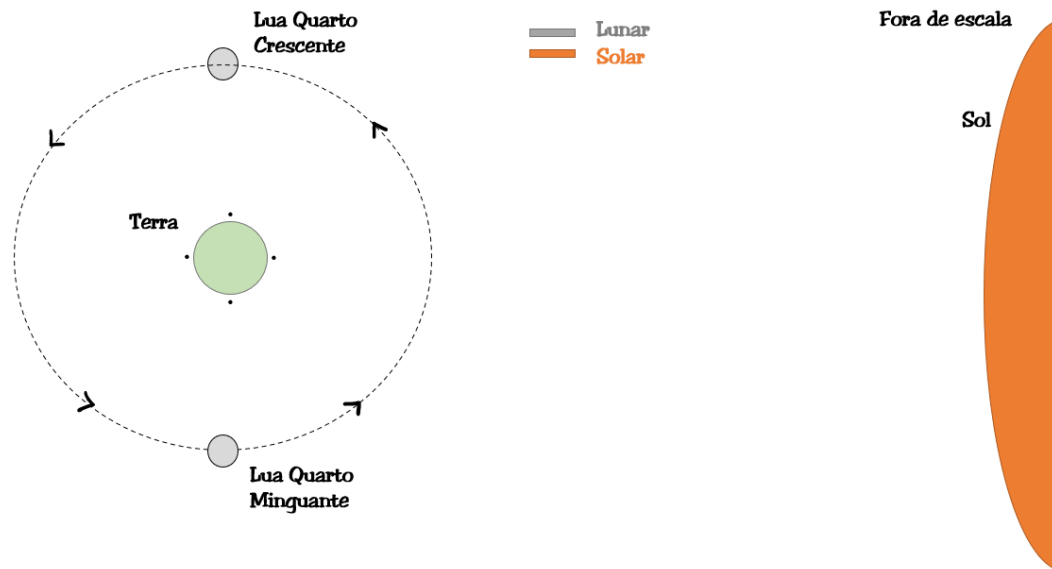 Lua Quarto
Crescente
Lunar
Solar
Fora de escala
Sol
Terra
Lua Quarto
Minguante